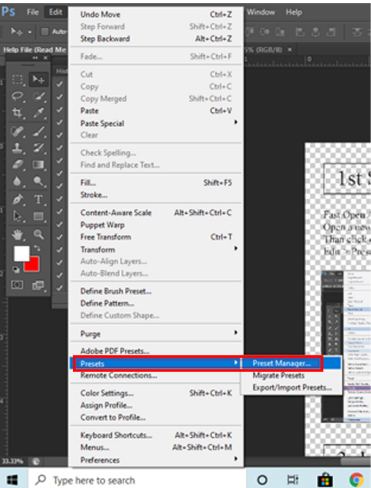 Ps File Edit Window Help
Auto
Help File (Read Me 5% (RGB/8) ×
Undo Move Ctrl+Z
Step Forward Shift+Ctrl+Z
Step Backward Alt+Ctrl+Z
Fade... Shift+Ctrl+F
Cut Ctrl+X
Copy Ctrl+C
Copy Merged Shift+Ctrl+C
Paste Ctrl+V
Paste Special
Clear
Check Spelling...
Find and Replace Text...
Fill... Shift+F5
Stroke...
Content-Aware Scale Alt+Shift+Ctrl+C
Puppet Warp
Free Transform Ctrl+T
Transform
Auto-Align Layers...
Auto-Blend Layers...
Define Brush Preset...
Define Pattern...
Define Custom Shape...
Purge
Adobe PDF Presets...
Presets
Remote Connections...
Color Settings... Shift+Ctrl+K
Assign Profile...
Convert to Profile...
Keyboard Shortcuts... Alt+Shift+Ctrl+K
Menus... Alt+Shift+Ctrl+M
Preferences
Preset Manager...
Migrate Presets
Export/Import Presets...
Hist
0
1st S
Fast Open
Open a new
Than click
Edit
33.33%
Type here to search